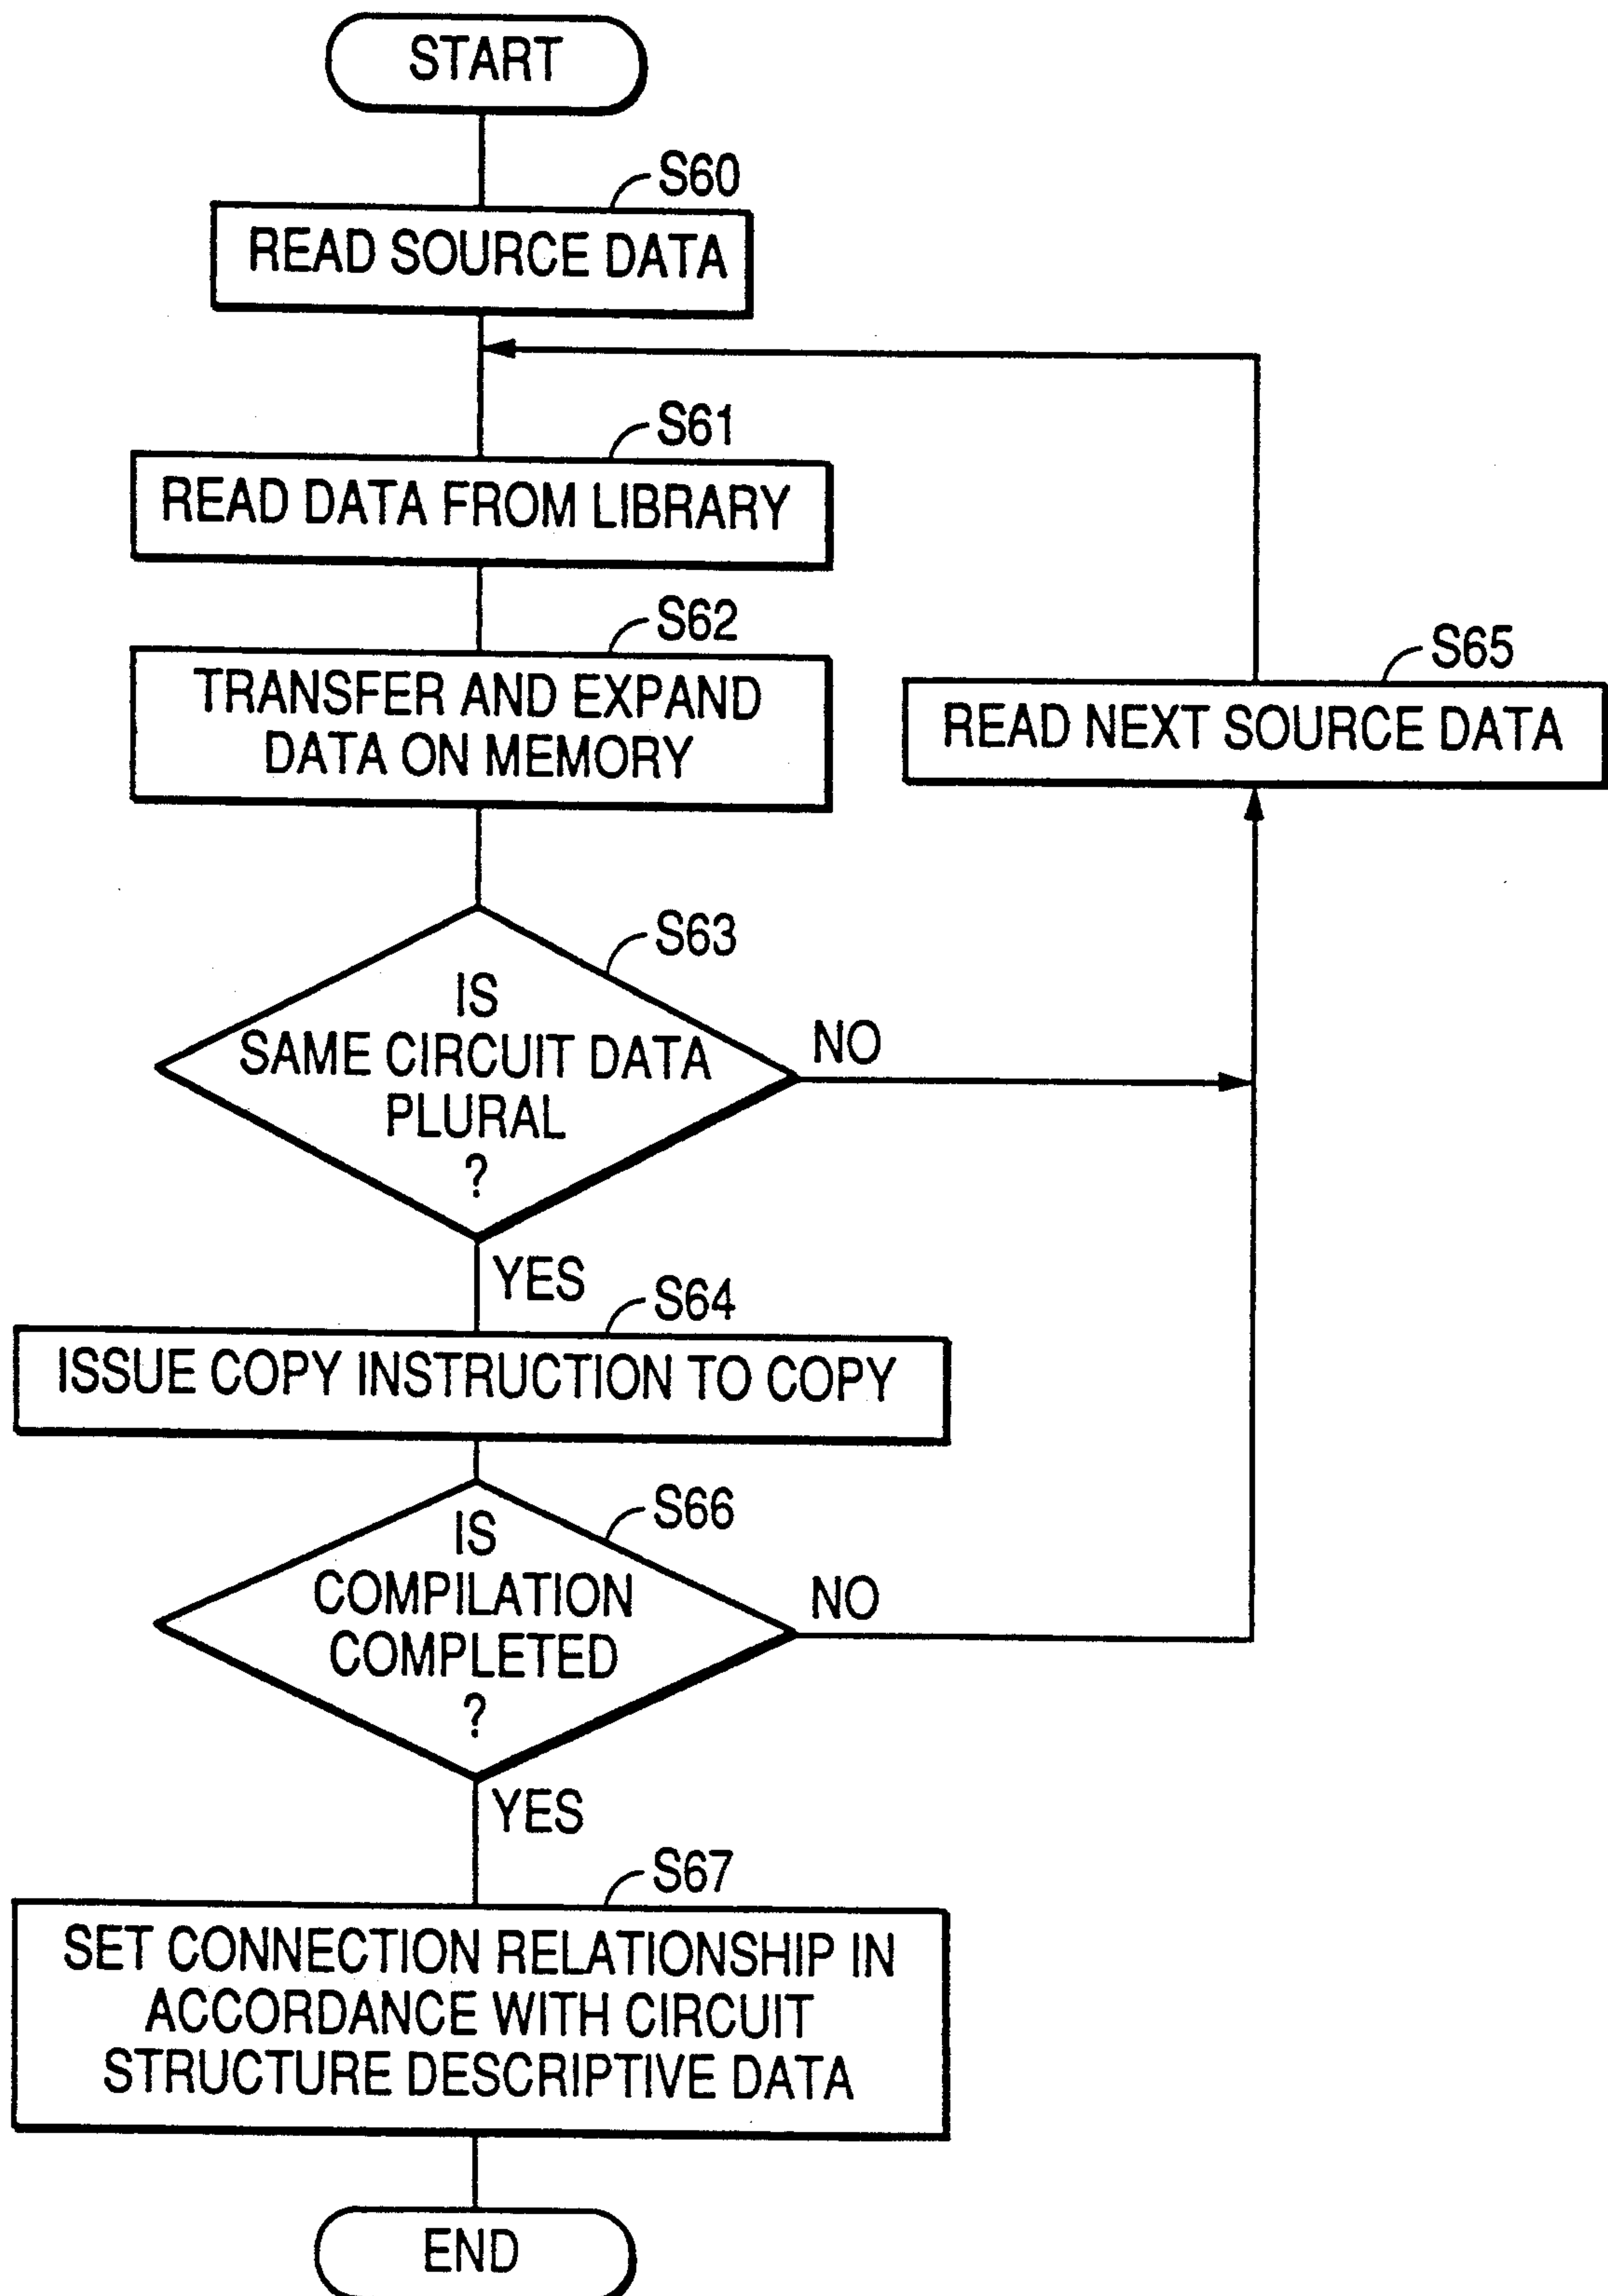 START
S60
READ SOURCE DATA
S61
READ DATA FROM LIBRARY
S62
TRANSFER AND EXPAND
DATA ON MEMORY
S65
READ NEXT SOURCE DATA
S63
IS
SAME CIRCUIT DATA
PLURAL
?
NO
YES
S64
ISSUE COPY INSTRUCTION TO COPY
S66
IS
COMPILATION
COMPLETED
?
NO
YES
S67
SET CONNECTION RELATIONSHIP IN
ACCORDANCE WITH CIRCUIT
STRUCTURE DESCRIPTIVE DATA
END